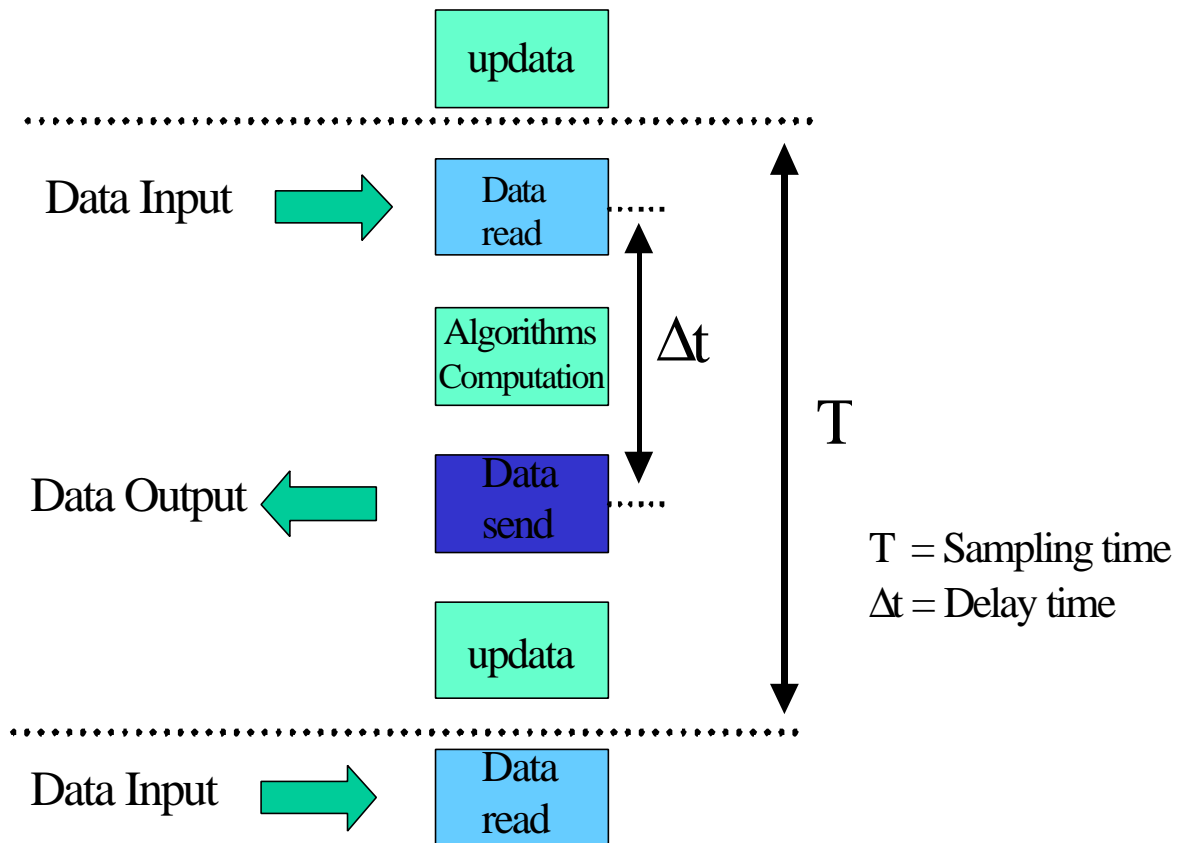 updata
Data Input
Data
read
Algorithms
Computation
Δt
T
Data Output
Data
send
T = Sampling time
Δt = Delay time
updata
Data Input
Data
read